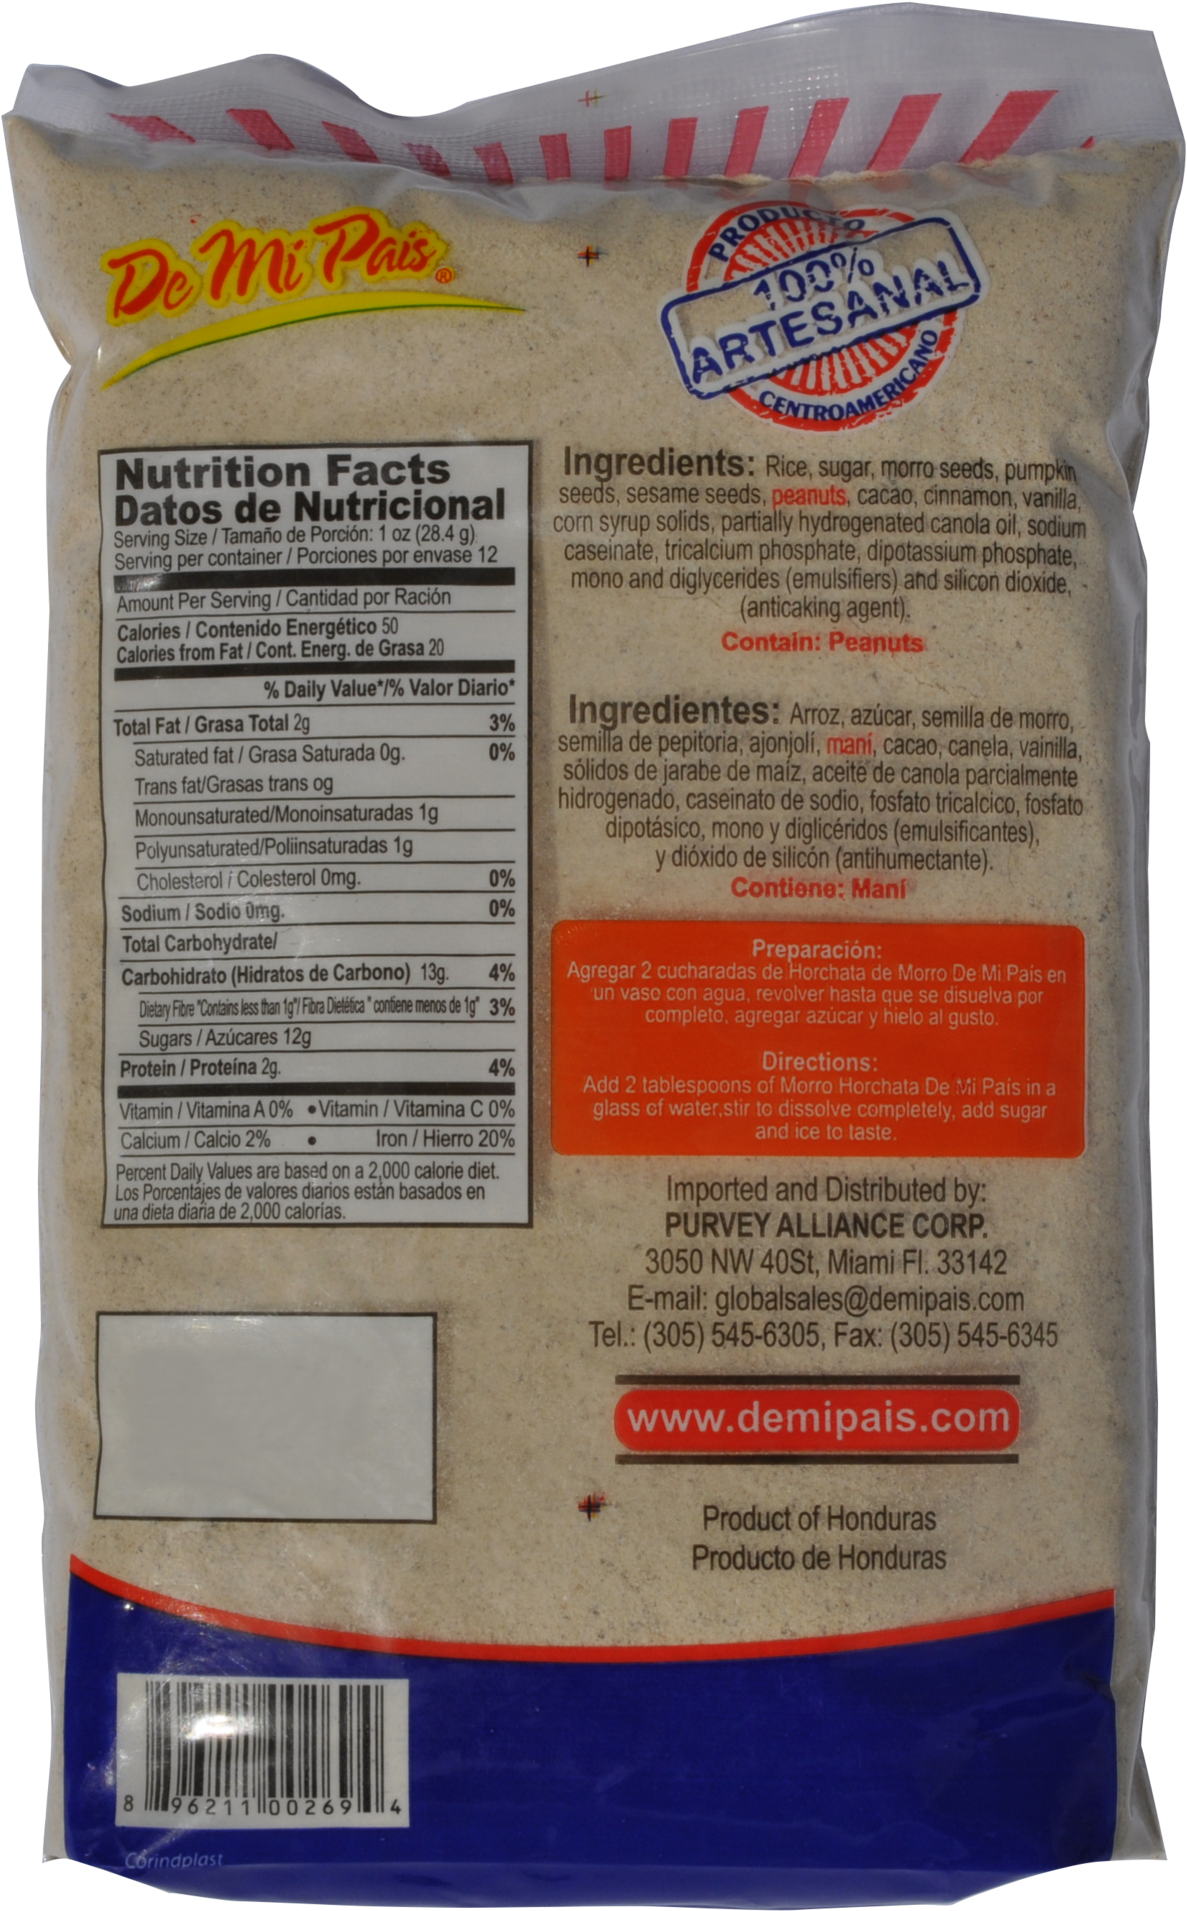 De Mi País®
PRODUCTO
100%
ARTESANAL
CENTROAMERICANO
Nutrition Facts
Datos de Nutricional
Serving Size / Tamaño de Porción: 1 oz (28.4 g)
Serving per container / Porciones por envase 12
Amount Per Serving / Cantidad por Ración
Calories / Contenido Energético 50
Calories from Fat / Cont. Energ. de Grasa 20
% Daily Value*/% Valor Diario*
Total Fat / Grasa Total 2g 3%
Saturated fat / Grasa Saturada 0g. 0%
Trans fat/Grasas trans og
Monounsaturated/Monoinsaturadas 1g
Polyunsaturated/Poliinsaturadas 1g
Cholesterol / Colesterol 0mg. 0%
Sodium / Sodio 0mg. 0%
Total Carbohydrate/
Carbohidrato (Hidratos de Carbono) 13g. 4%
Dietary Fibre "Contains less than 1g"/ Fibra Dietética " contiene menos de 1g" 3%
Sugars / Azúcares 12g
Protein / Proteína 2g. 4%
Vitamin / Vitamina A 0% • Vitamin / Vitamina C 0%
Calcium / Calcio 2% • Iron / Hierro 20%
Percent Daily Values are based on a 2,000 calorie diet.
Los Porcentajes de valores diarios están basados en
una dieta diaria de 2,000 calorías.
Ingredients: Rice, sugar, morro seeds, pumpkin
seeds, sesame seeds, peanuts, cacao, cinnamon, vanilla,
corn syrup solids, partially hydrogenated canola oil, sodium
caseinate, tricalcium phosphate, dipotassium phosphate,
mono and diglycerides (emulsifiers) and silicon dioxide,
(anticaking agent).
Contain: Peanuts
Ingredientes: Arroz, azúcar, semilla de morro,
semilla de pepitoria, ajonjolí, maní, cacao, canela, vainilla,
sólidos de jarabe de maíz, aceite de canola parcialmente
hidrogenado, caseinato de sodio, fosfato tricalcico, fosfato
dipotásico, mono y diglicéridos (emulsificantes),
y dióxido de silicón (antihumectante).
Contiene: Maní
Preparación:
Agregar 2 cucharadas de Horchata de Morro De Mi País en
un vaso con agua, revolver hasta que se disuelva por
completo, agregar azúcar y hielo al gusto.
Directions:
Add 2 tablespoons of Morro Horchata De Mi País in a
glass of water,stir to dissolve completely, add sugar
and ice to taste.
Imported and Distributed by:
PURVEY ALLIANCE CORP.
3050 NW 40St, Miami Fl. 33142
E-mail: globalsales@demipais.com
Tel.: (305) 545-6305, Fax: (305) 545-6345
www.demipais.com
Product of Honduras
Producto de Honduras
8 96211 00269 4
Corindplast